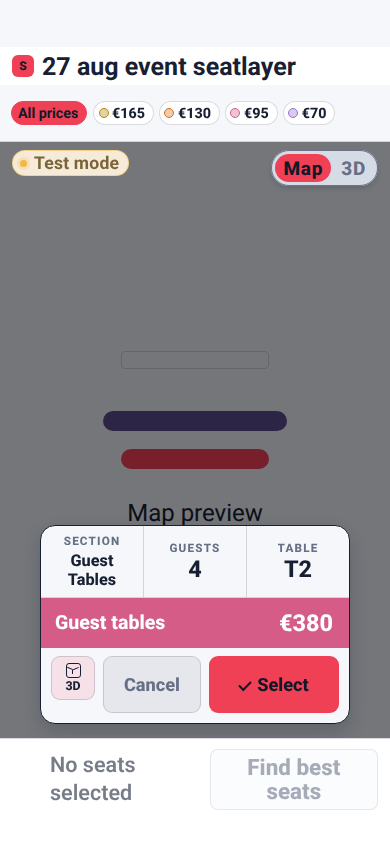 S 27 aug event seatlayer
All prices €165 €130 €95 €70
Test mode Map 3D
Map preview
SECTION GUESTS TABLE
Guest Tables 4 T2
Guest tables €380
3D Cancel Select
No seats selected
Find best seats